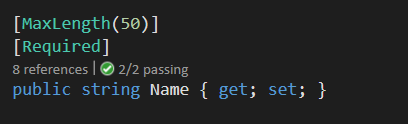 [MaxLength(50)]
[Required]
8 references | 2/2 passing
public string Name { get; set; }